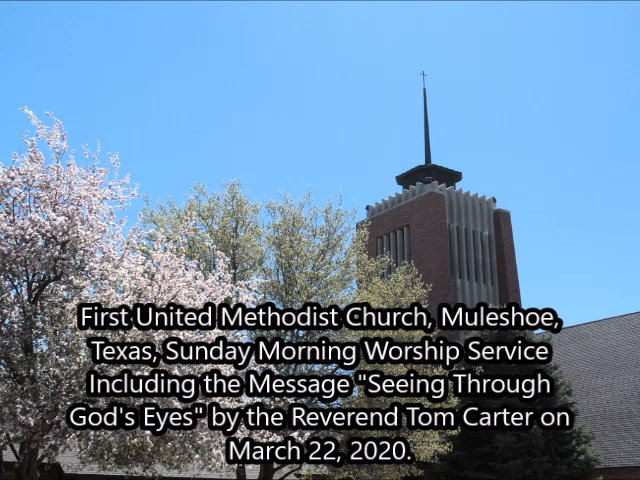 First United Methodist Church, Muleshoe,
Texas, Sunday Morning Worship Service
Including the Message "Seeing Through
God's Eyes" by the Reverend Tom Carter on
March 22, 2020.